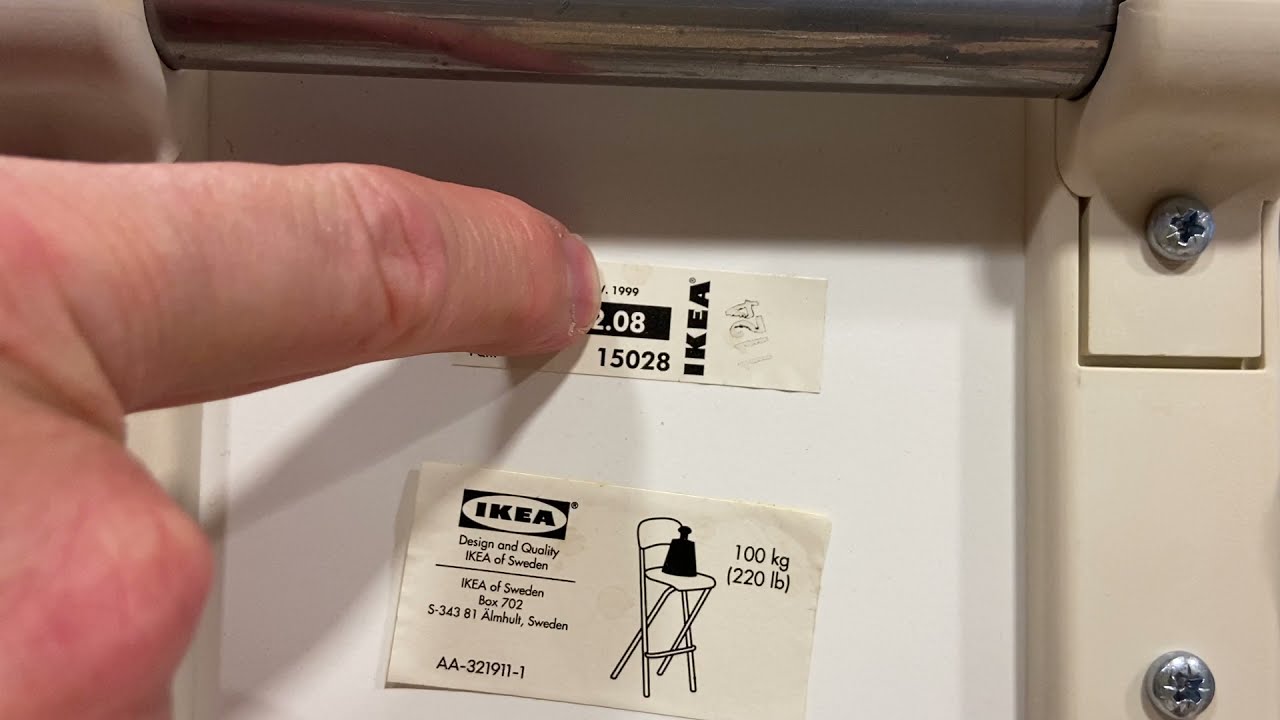 . 1999
2.08
15028
IKEA®
1124
IKEA®
Design and Quality
IKEA of Sweden
IKEA of Sweden
Box 702
S-343 81 Älmhult, Sweden
AA-321911-1
100 kg
(220 lb)